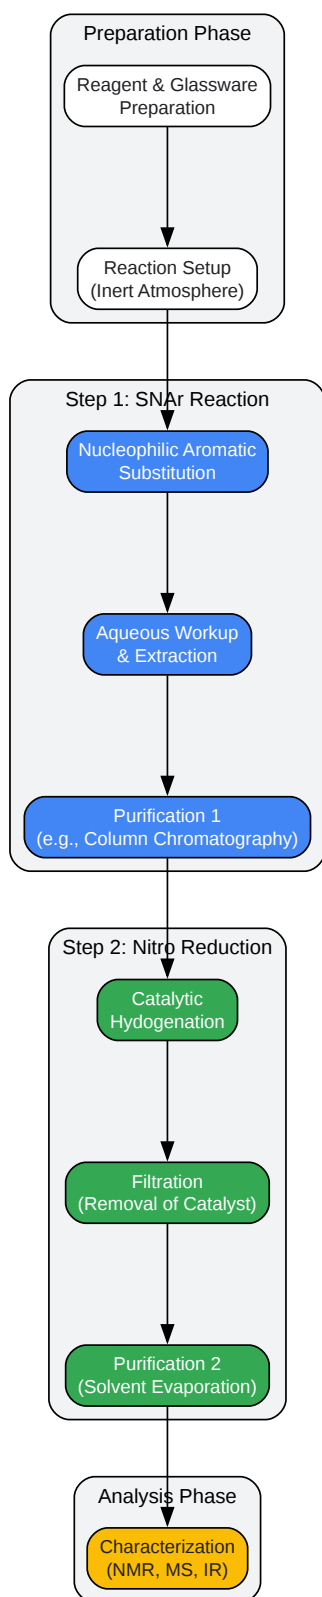 Preparation Phase
Reagent & Glassware
Preparation
Reaction Setup
(Inert Atmosphere)
Step 1: SNAr Reaction
Nucleophilic Aromatic
Substitution
Aqueous Workup
& Extraction
Purification 1
(e.g., Column Chromatography)
Step 2: Nitro Reduction
Catalytic
Hydogenation
Filtration
(Removal of Catalyst)
Purification 2
(Solvent Evaporation)
Analysis Phase
Characterization
(NMR, MS, IR)